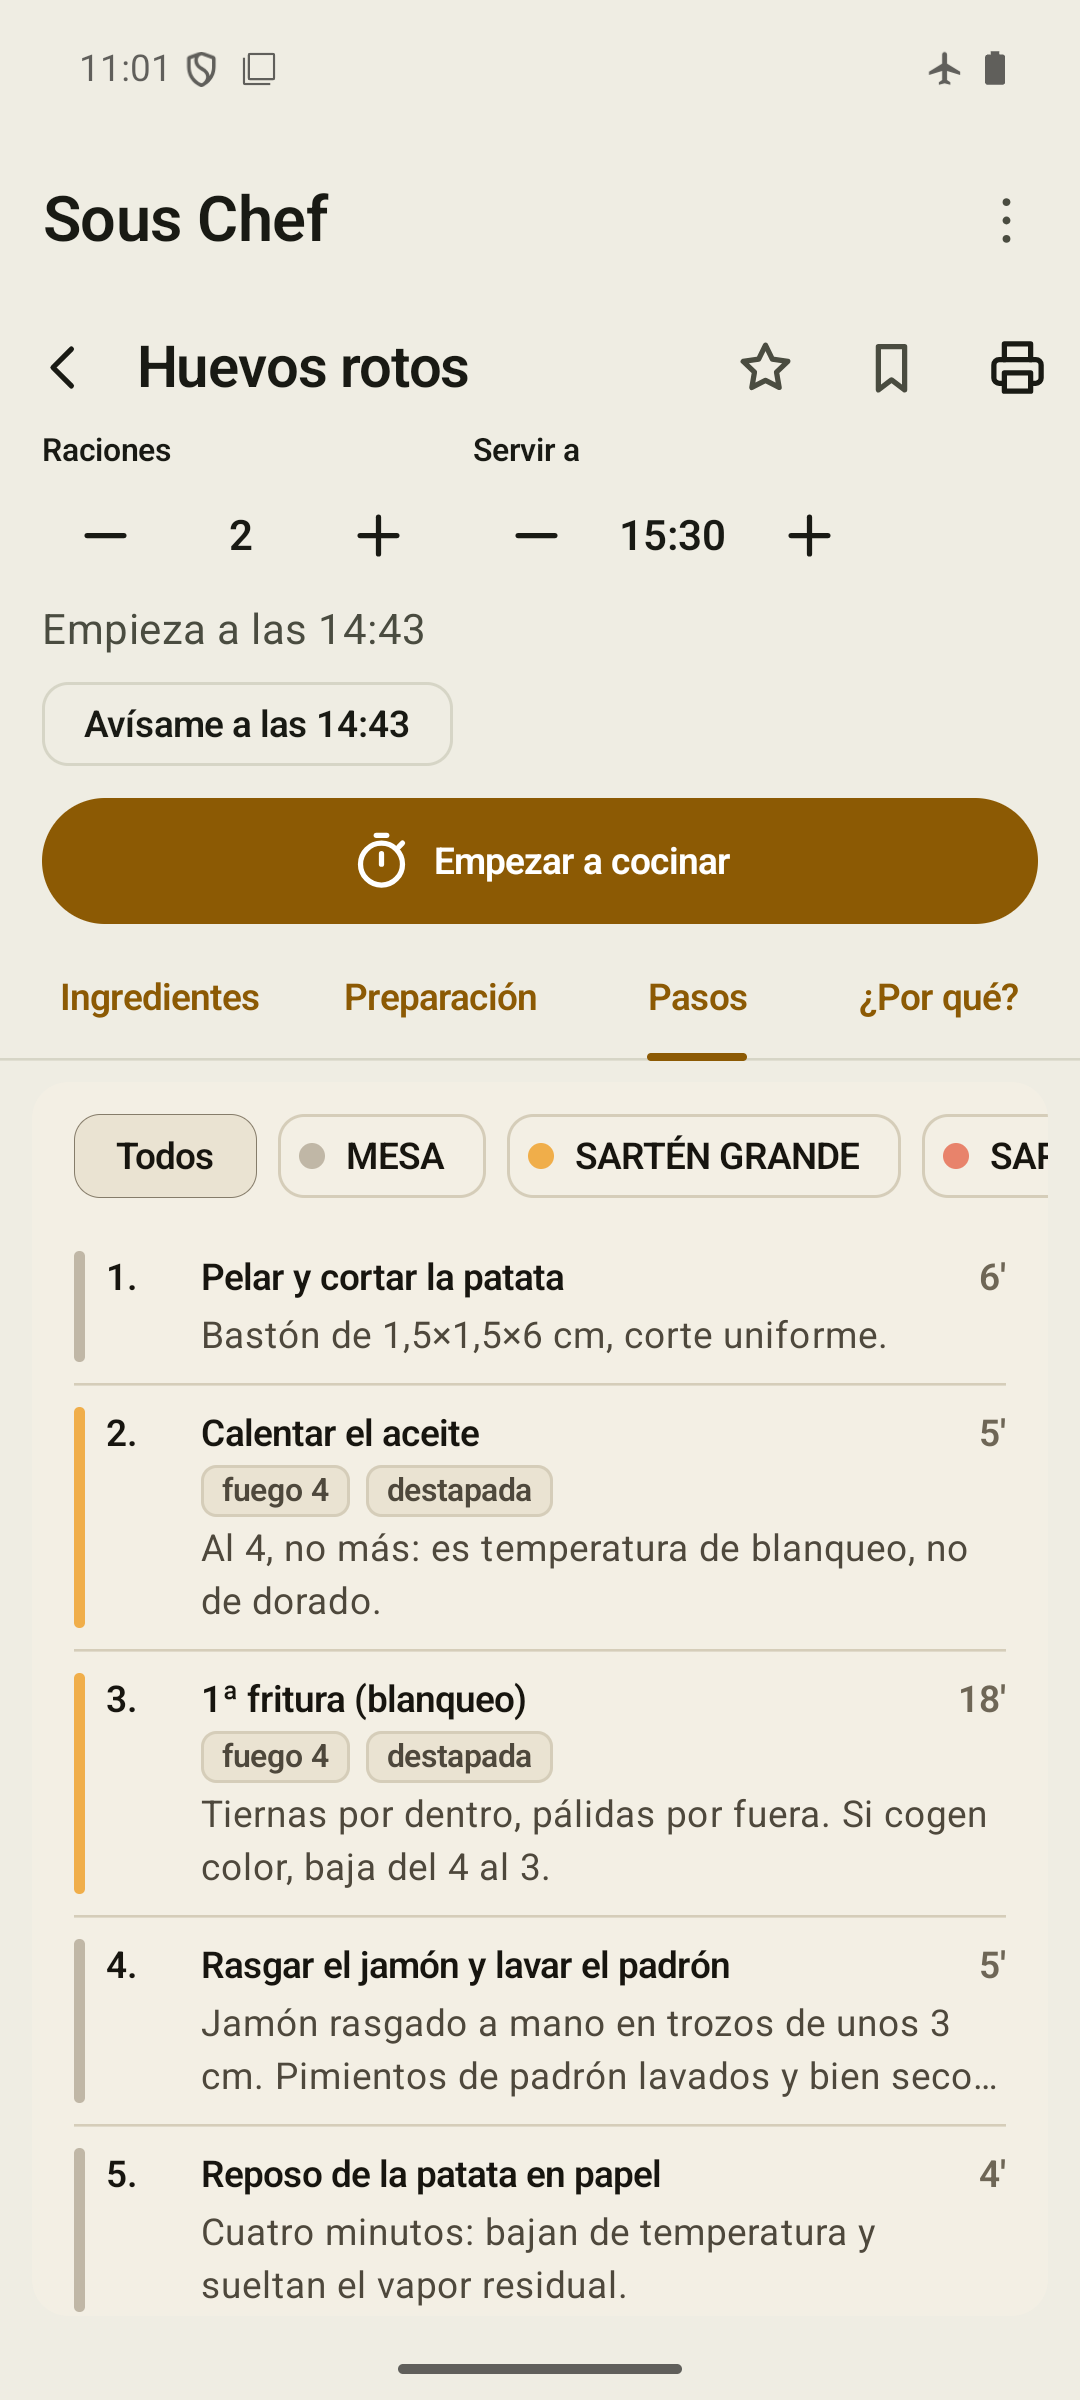 11:01
Sous Chef
Huevos rotos
Raciones
Servir a
2
15:30
Empieza a las 14:43
Avísame a las 14:43
Empezar a cocinar
Ingredientes Preparación Pasos ¿Por qué?
Todos MESA SARTÉN GRANDE SAR
1. Pelar y cortar la patata 6'
Bastón de 1,5×1,5×6 cm, corte uniforme.
2. Calentar el aceite 5'
fuego 4 destapada
Al 4, no más: es temperatura de blanqueo, no
de dorado.
3. 1ª fritura (blanqueo) 18'
fuego 4 destapada
Tiernas por dentro, pálidas por fuera. Si cogen
color, baja del 4 al 3.
4. Rasgar el jamón y lavar el padrón 5'
Jamón rasgado a mano en trozos de unos 3
cm. Pimientos de padrón lavados y bien seco…
5. Reposo de la patata en papel 4'
Cuatro minutos: bajan de temperatura y
sueltan el vapor residual.